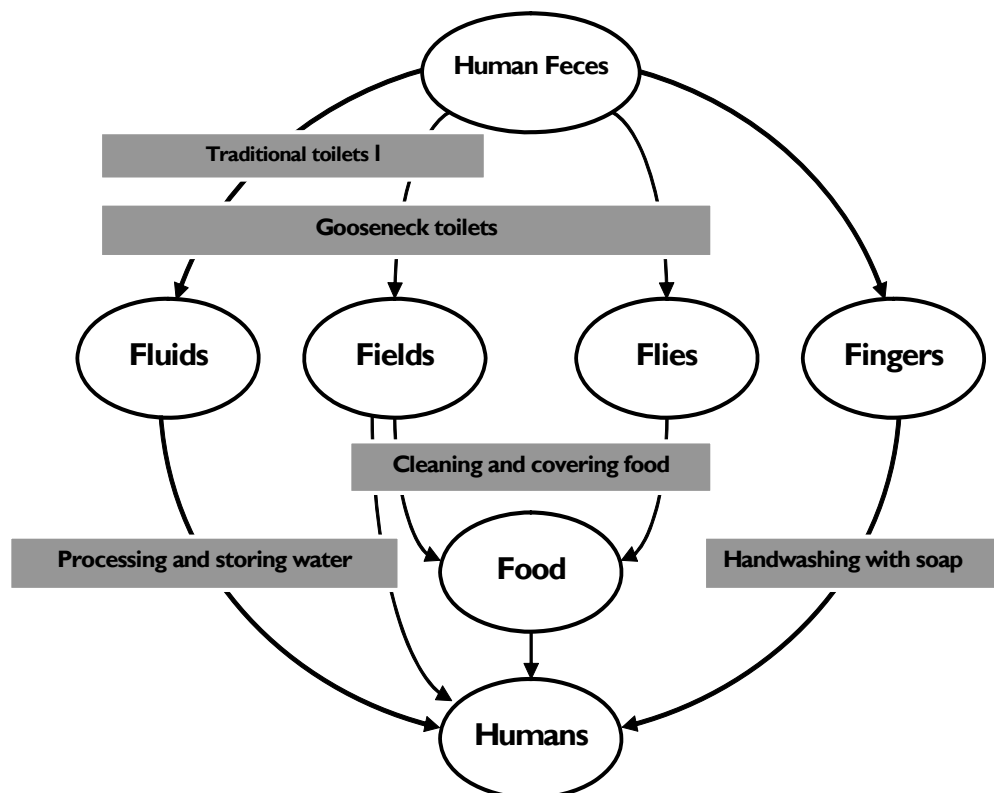 Human Feces
Traditional toilets I
Gooseneck toilets
Fluids
Fields
Flies
Fingers
Cleaning and covering food
Processing and storing water
Food
Handwashing with soap
Humans